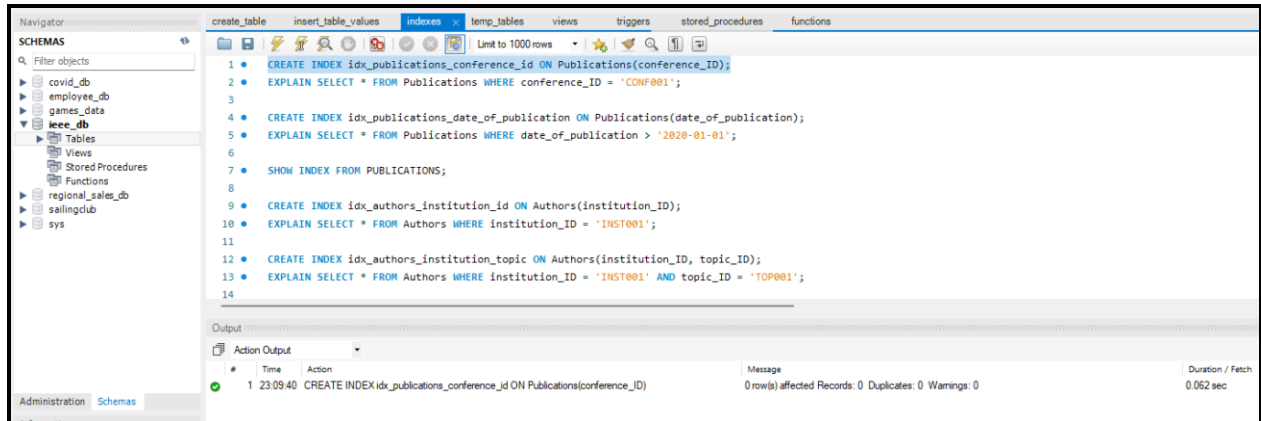 Navigator
SCHEMAS
Filter objects
covid_db
employee_db
games_data
ieee_db
Tables
Views
Stored Procedures
Functions
regional_sales_db
sailingclub
sys
Administration Schemas
create_table insert_table_values indexes temp_tables views triggers stored_procedures functions
Limit to 1000 rows
1 CREATE INDEX idx_publications_conference_id ON Publications(conference_ID);
2 EXPLAIN SELECT * FROM Publications WHERE conference_ID = 'CONF001';
3
4 CREATE INDEX idx_publications_date_of_publication ON Publications(date_of_publication);
5 EXPLAIN SELECT * FROM Publications WHERE date_of_publication > '2020-01-01';
6
7 SHOW INDEX FROM PUBLICATIONS;
8
9 CREATE INDEX idx_authors_institution_id ON Authors(institution_ID);
10 EXPLAIN SELECT * FROM Authors WHERE institution_ID = 'INST001';
11
12 CREATE INDEX idx_authors_institution_topic ON Authors(institution_ID, topic_ID);
13 EXPLAIN SELECT * FROM Authors WHERE institution_ID = 'INST001' AND topic_ID = 'TOP001';
14
Output
Action Output
# Time Action Message Duration / Fetch
1 23:09:40 CREATE INDEX idx_publications_conference_id ON Publications(conference_ID) 0 row(s) affected Records: 0 Duplicates: 0 Warnings: 0 0.062 sec